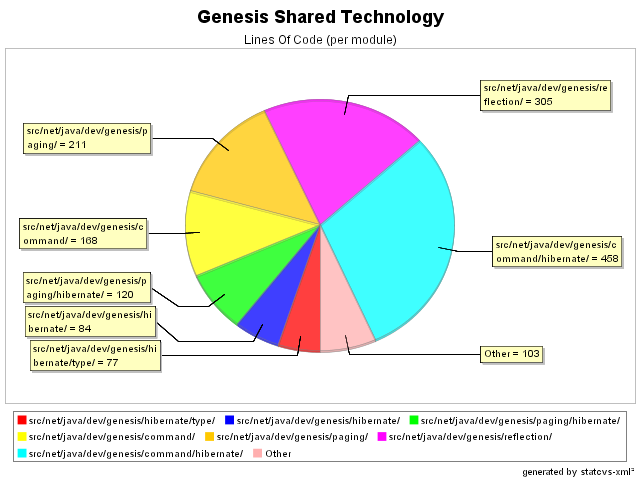 Genesis Shared Technology
Lines Of Code (per module)
src/net/java/dev/genesis/re
flection/ = 305
src/net/java/dev/genesis/p
aging/ = 211
src/net/java/dev/genesis/c
ommand/ = 168
src/net/java/dev/genesis/c
ommand/hibernate/ = 458
src/net/java/dev/genesis/p
aging/hibernate/ = 120
src/net/java/dev/genesis/hi
bernate/ = 84
src/net/java/dev/genesis/hi
bernate/type/ = 77
Other = 103
src/net/java/dev/genesis/hibernate/type/ src/net/java/dev/genesis/hibernate/ src/net/java/dev/genesis/paging/hibernate/
src/net/java/dev/genesis/command/ src/net/java/dev/genesis/paging/ src/net/java/dev/genesis/reflection/
src/net/java/dev/genesis/command/hibernate/ Other
generated by statcvs-xml²